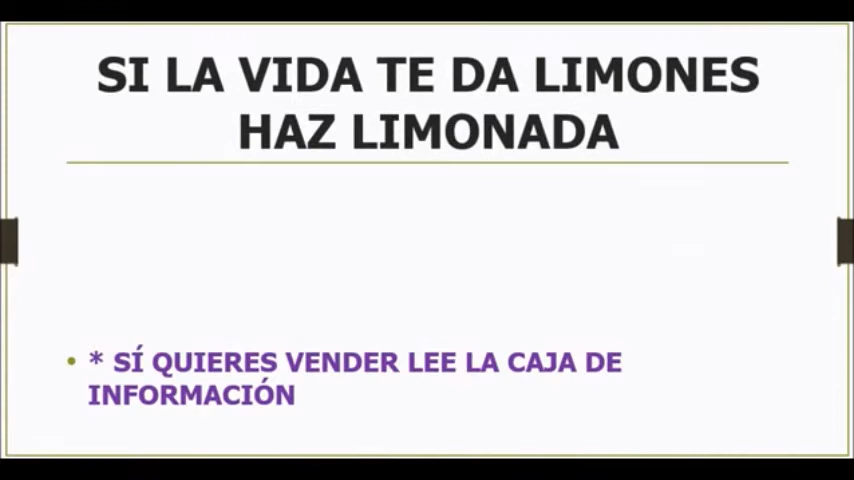 SI LA VIDA TE DA LIMONES
HAZ LIMONADA
• * SÍ QUIERES VENDER LEE LA CAJA DE
INFORMACIÓN